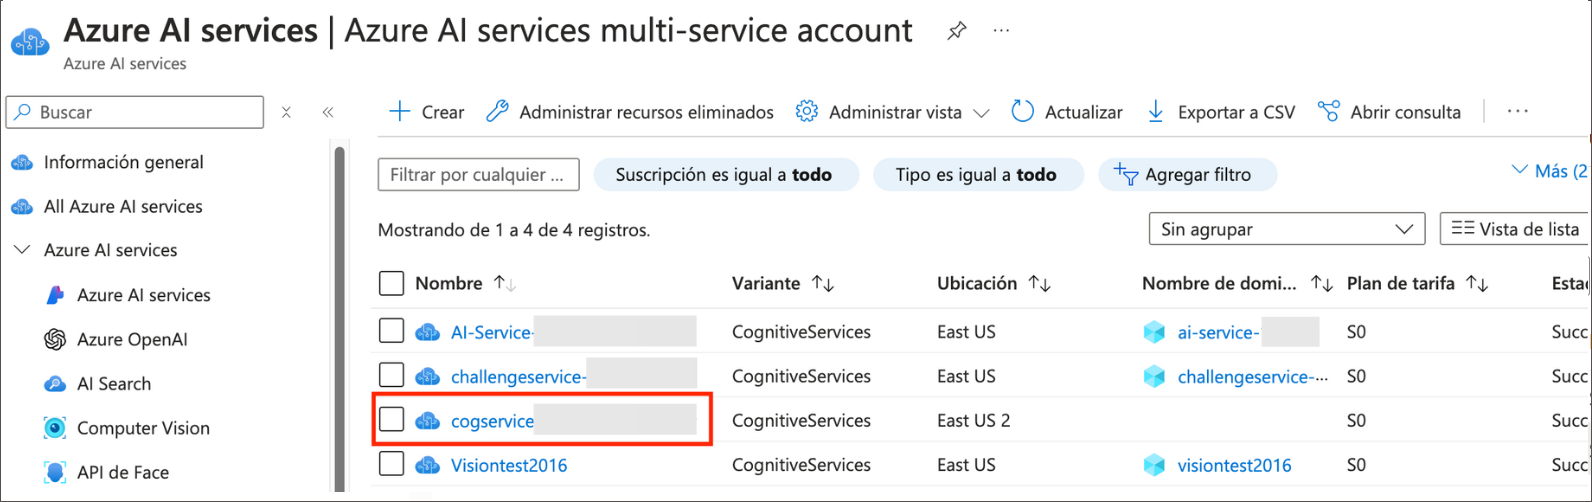 Azure AI services | Azure AI services multi-service account ...
Azure AI services
Buscar
Crear Administrar recursos eliminados Administrar vista Actualizar Exportar a CSV Abrir consulta ...
Información general
All Azure AI services
Azure AI services
Azure AI services
Azure OpenAI
AI Search
Computer Vision
API de Face
Filtrar por cualquier ... Suscripción es igual a todo Tipo es igual a todo Agregar filtro Más (2
Mostrando de 1 a 4 de 4 registros. Sin agrupar Vista de lista
Nombre Variante Ubicación Nombre de domi... Plan de tarifa Estac
AI-Service- CognitiveServices East US ai-service- S0 Succ
challengeservice- CognitiveServices East US challengeservice-... S0 Succ
cogservice CognitiveServices East US 2 S0 Succ
Visiontest2016 CognitiveServices East US visiontest2016 S0 Succ